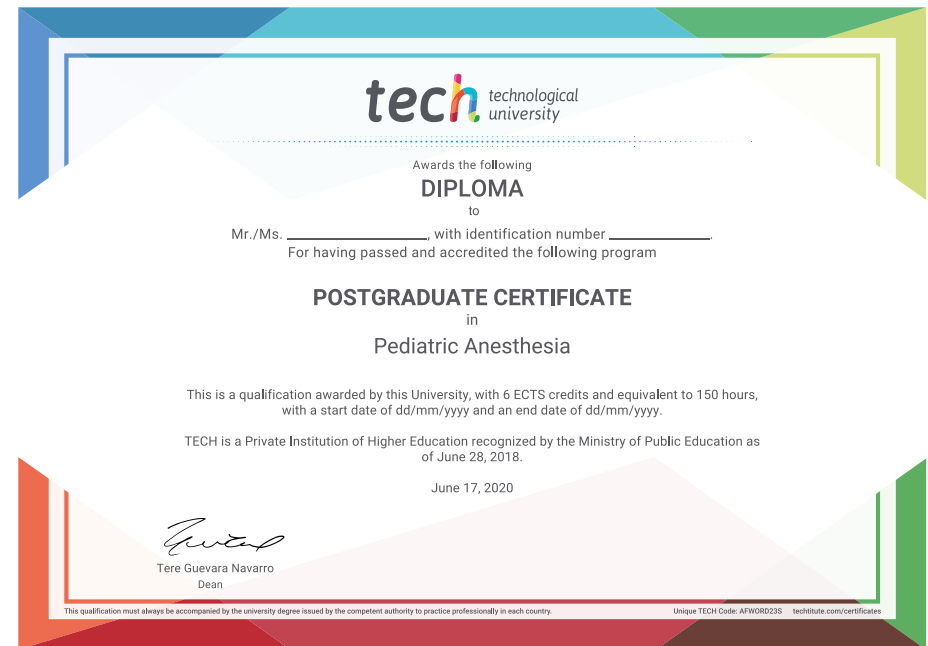 tech technological
university
Awards the following
DIPLOMA
to
Mr./Ms. ____________________, with identification number ______________.
For having passed and accredited the following program
POSTGRADUATE CERTIFICATE
in
Pediatric Anesthesia
This is a qualification awarded by this University, with 6 ECTS credits and equivalent to 150 hours,
with a start date of dd/mm/yyyy and an end date of dd/mm/yyyy.
TECH is a Private Institution of Higher Education recognized by the Ministry of Public Education as
of June 28, 2018.
June 17, 2020
Tere Guevara Navarro
Dean
This qualification must always be accompanied by the university degree issued by the competent authority to practice professionally in each country.
Unique TECH Code: AFWORD23S techtitute.com/certificates